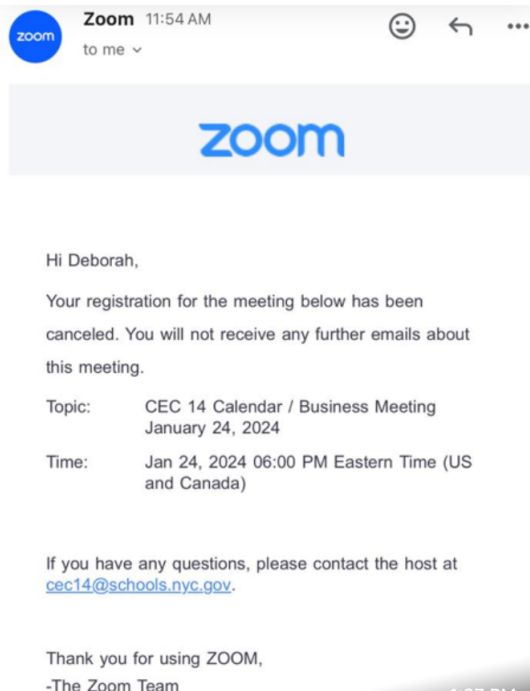 Zoom 11:54 AM
zoom
to me
zoom
Hi Deborah,
Your registration for the meeting below has been
canceled. You will not receive any further emails about
this meeting.
Topic: CEC 14 Calendar / Business Meeting
January 24, 2024
Time: Jan 24, 2024 06:00 PM Eastern Time (US
and Canada)
If you have any questions, please contact the host at
cec14@schools.nyc.gov.
Thank you for using ZOOM,
-The Zoom Team